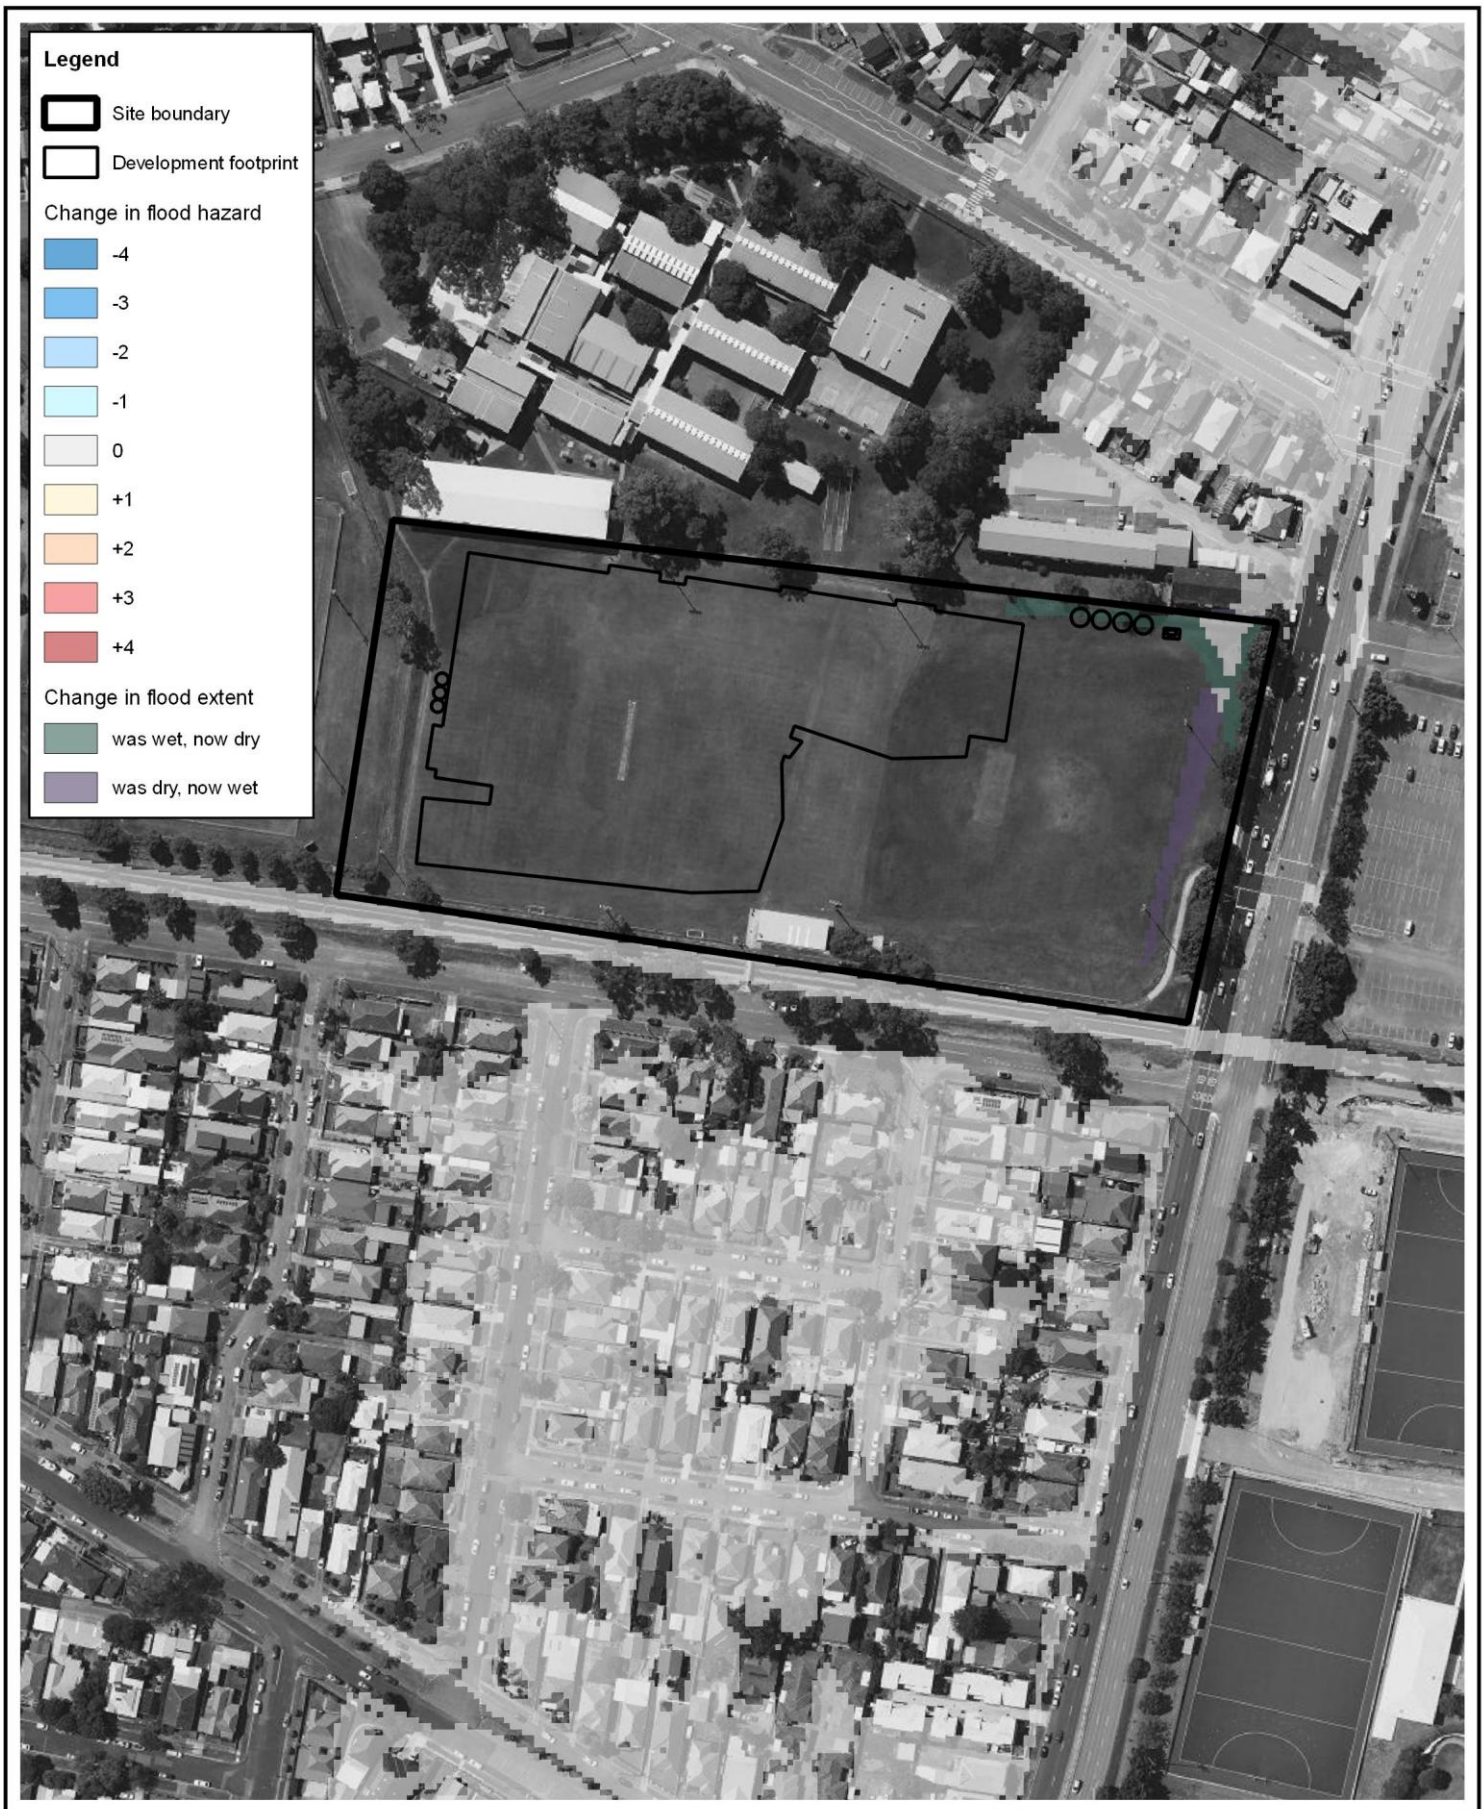 Legend
Site boundary
Development footprint
Change in flood hazard
-4
-3
-2
-1
0
+1
+2
+3
+4
Change in flood extent
was wet, now dry
was dry, now wet